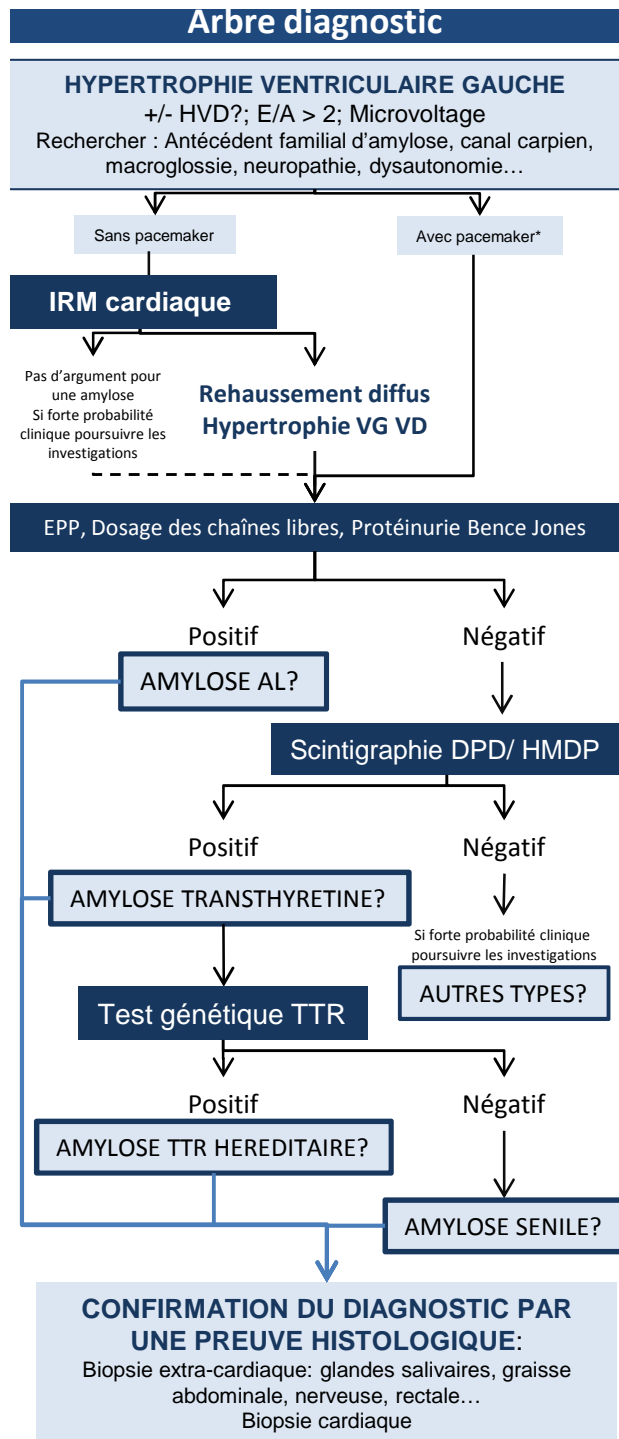 Arbre diagnostic
HYPERTROPHIE VENTRICULAIRE GAUCHE
+/- HVD?; E/A > 2; Microvoltage
Rechercher : Antécédent familial d'amylose, canal carpien,
macroglossie, neuropathie, dysautonomie…
Sans pacemaker
Avec pacemaker*
IRM cardiaque
Pas d'argument pour
une amylose
Si forte probabilité
clinique poursuivre les
investigations
Rehaussement diffus
Hypertrophie VG VD
EPP, Dosage des chaînes libres, Protéinurie Bence Jones
Positif
Négatif
AMYLOSE AL?
Scintigraphie DPD/ HMDP
Positif
Négatif
AMYLOSE TRANSTHYRETINE?
Si forte probabilité clinique
poursuivre les investigations
AUTRES TYPES?
Test génétique TTR
Positif
Négatif
AMYLOSE TTR HEREDITAIRE?
AMYLOSE SENILE?
CONFIRMATION DU DIAGNOSTIC PAR
UNE PREUVE HISTOLOGIQUE:
Biopsie extra-cardiaque: glandes salivaires, graisse
abdominale, nerveuse, rectale…
Biopsie cardiaque